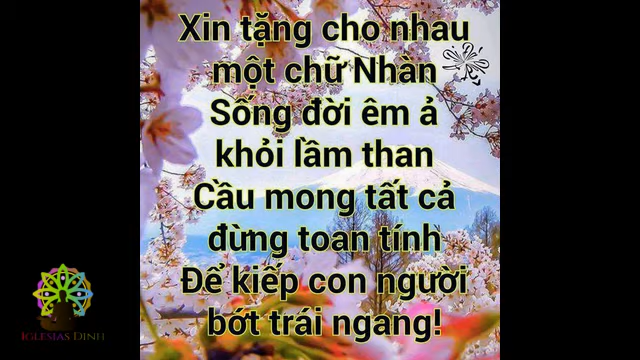 Xin tặng cho nhau
một chữ Nhàn
Sống đời êm ả
khỏi lầm than
Cầu mong tất cả
đừng toan tính
Để kiếp con người
bớt trái ngang!
IGLESIAS DINH